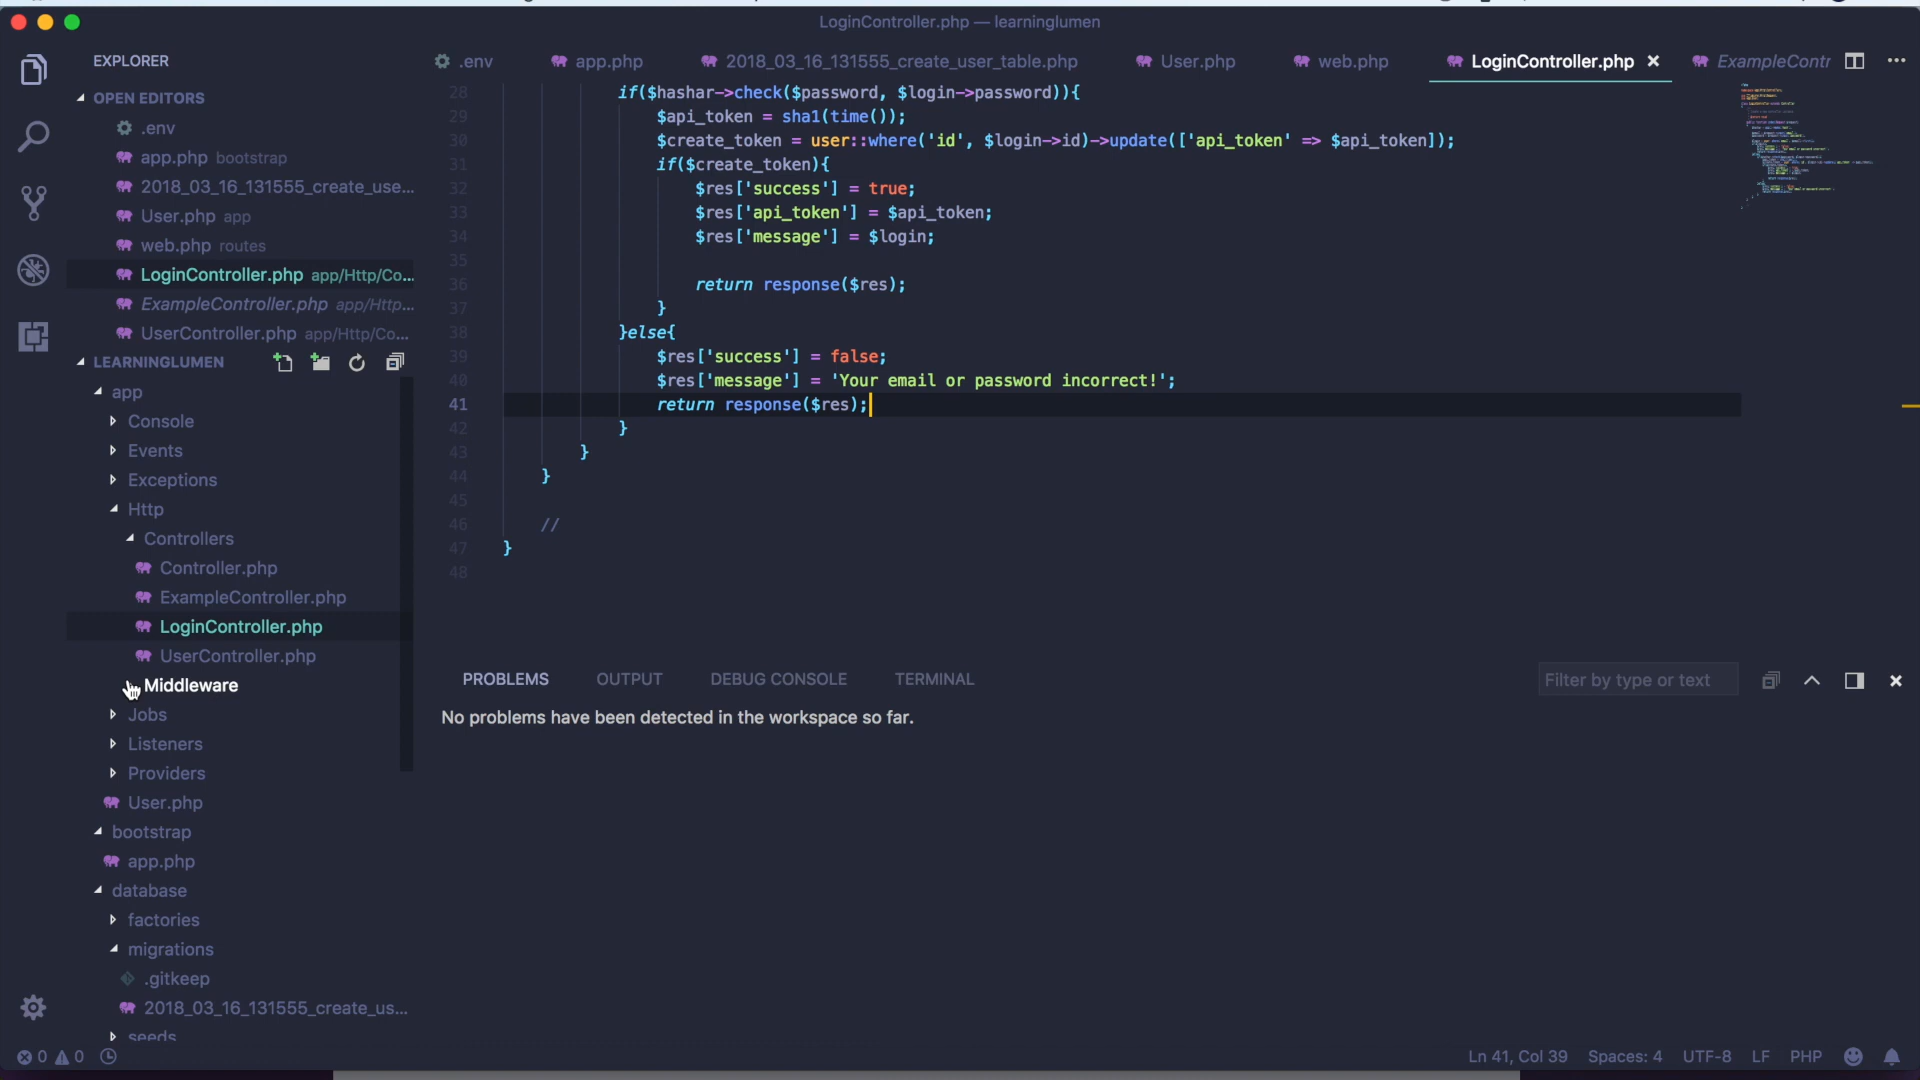 LoginController.php — learninglumen
EXPLORER
OPEN EDITORS
.env
app.php bootstrap
2018_03_16_131555_create_use...
User.php app
web.php routes
LoginController.php app/Http/Co...
ExampleController.php app/Http...
UserController.php app/Http/Co...
LEARNINGLUMEN
app
Console
Events
Exceptions
Http
Controllers
Controller.php
ExampleController.php
LoginController.php
UserController.php
Middleware
Jobs
Listeners
Providers
User.php
bootstrap
app.php
database
factories
migrations
.gitkeep
2018_03_16_131555_create_us...
seeds
.env
app.php
2018_03_16_131555_create_user_table.php
User.php
web.php
LoginController.php
ExampleContr
28 if($hashar->check($password, $login->password)){
29 $api_token = sha1(time());
30 $create_token = user::where('id', $login->id)->update(['api_token' => $api_token]);
31 if($create_token){
32 $res['success'] = true;
33 $res['api_token'] = $api_token;
34 $res['message'] = $login;
35
36 return response($res);
37 }
38 }else{
39 $res['success'] = false;
40 $res['message'] = 'Your email or password incorrect!';
41 return response($res);
42 }
43 }
44 }
45
46 //
47 }
48
PROBLEMS
OUTPUT
DEBUG CONSOLE
TERMINAL
Filter by type or text
No problems have been detected in the workspace so far.
0 0
Ln 41, Col 39
Spaces: 4
UTF-8
LF
PHP